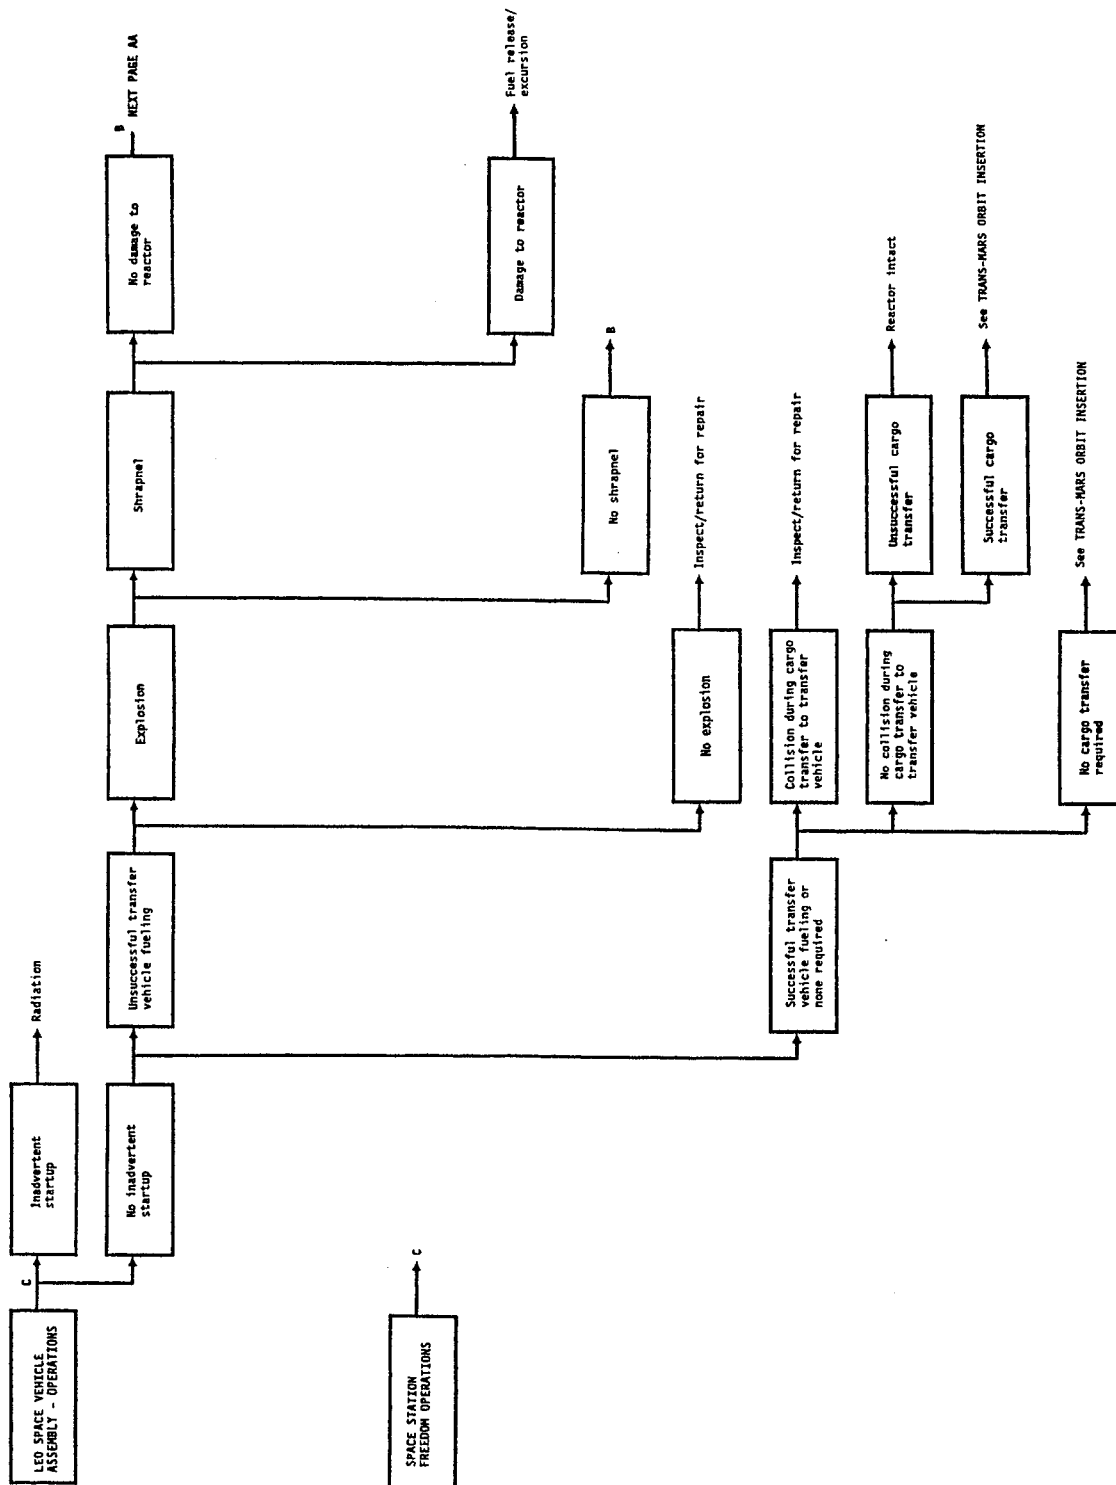 LEO SPACE VEHICLE
ASSEMBLY - OPERATIONS
C
Inadvertent
startup
Radiation
No inadvertent
startup
Unsuccessful transfer
vehicle fueling
Explosion
Shrapnel
No damage to
reactor
B
NEXT PAGE AA
Damage to reactor
Fuel release/
excursion
No shrapnel
B
No explosion
Inspect/return for repair
Successful transfer
vehicle fueling or
none required
Collision during cargo
transfer to transfer
vehicle
Inspect/return for repair
No collision during
cargo transfer to
transfer vehicle
Unsuccessful cargo
transfer
Reactor intact
Successful cargo
transfer
See TRANS-MARS ORBIT INSERTION
No cargo transfer
required
See TRANS-MARS ORBIT INSERTION
SPACE STATION
FREEDOM OPERATIONS
C